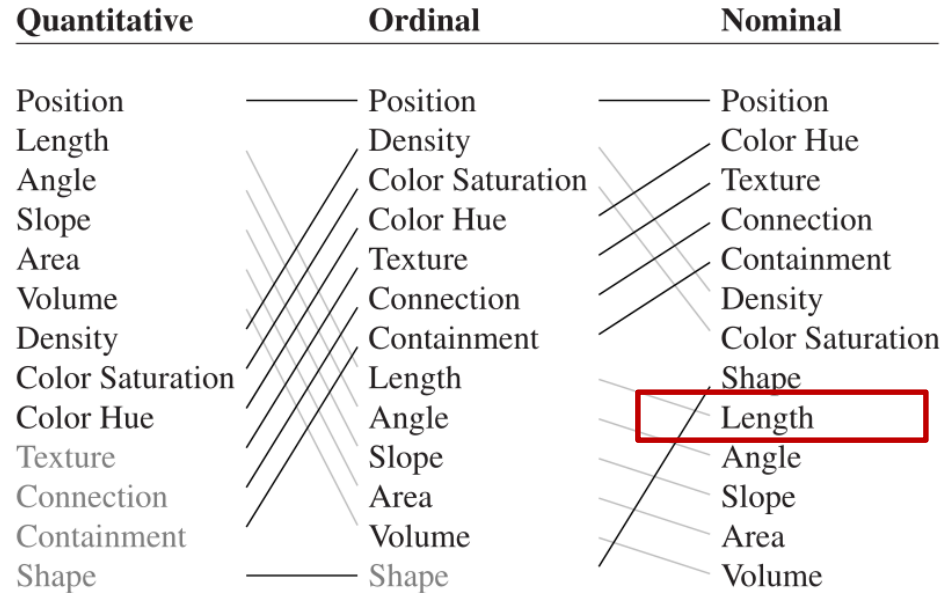 Quantitative Ordinal Nominal
Position Position Position
Length Density Color Hue
Angle Color Saturation Texture
Slope Color Hue Connection
Area Texture Containment
Volume Connection Density
Density Containment Color Saturation
Color Saturation Length Shape
Color Hue Angle Length
Texture Slope Angle
Connection Area Slope
Containment Volume Area
Shape Shape Volume